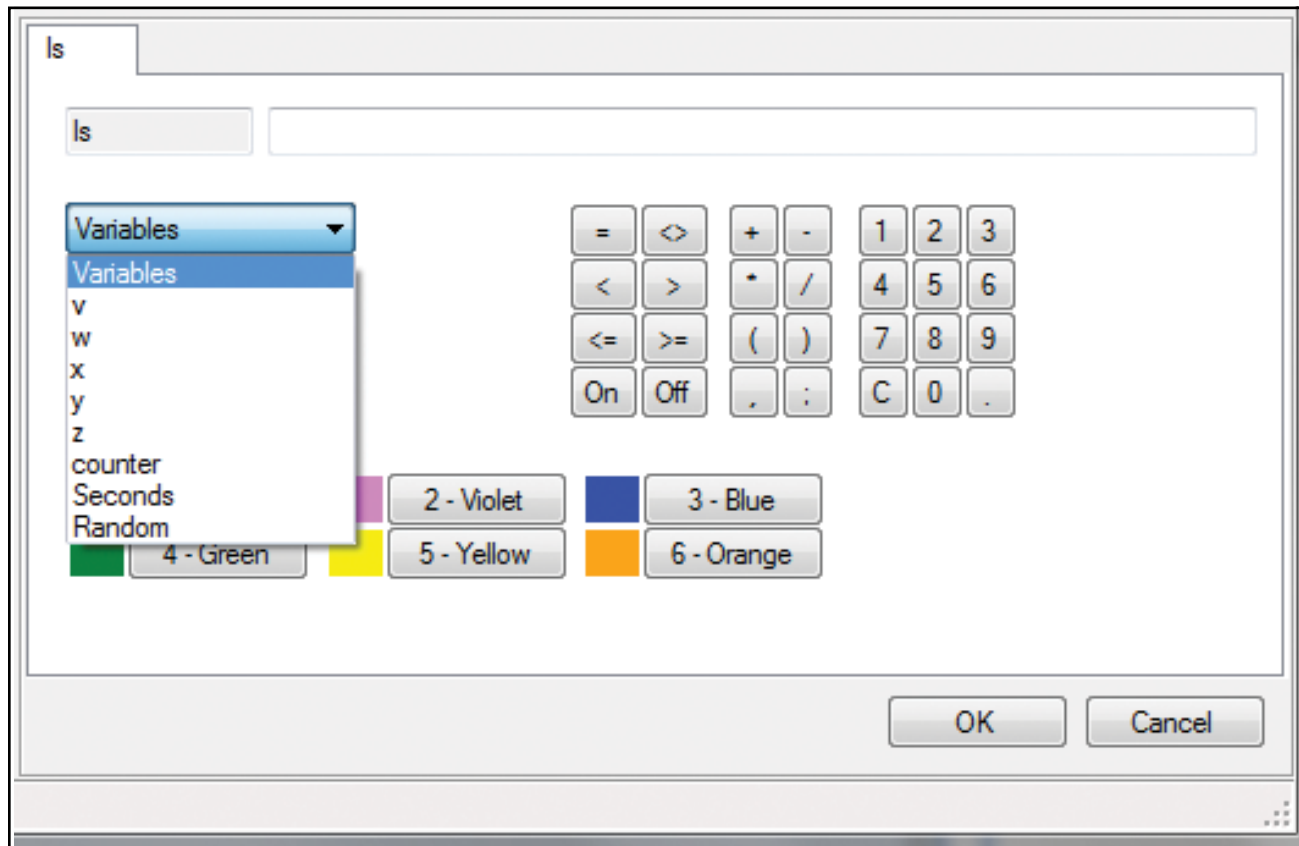 Is
Is
Variables
Variables
v
w
x
y
z
counter
Seconds
Random
= <> + - 1 2 3
< > * / 4 5 6
<= >= ( ) 7 8 9
On Off , ; C 0 .
2 - Violet 3 - Blue
4 - Green 5 - Yellow 6 - Orange
OK Cancel